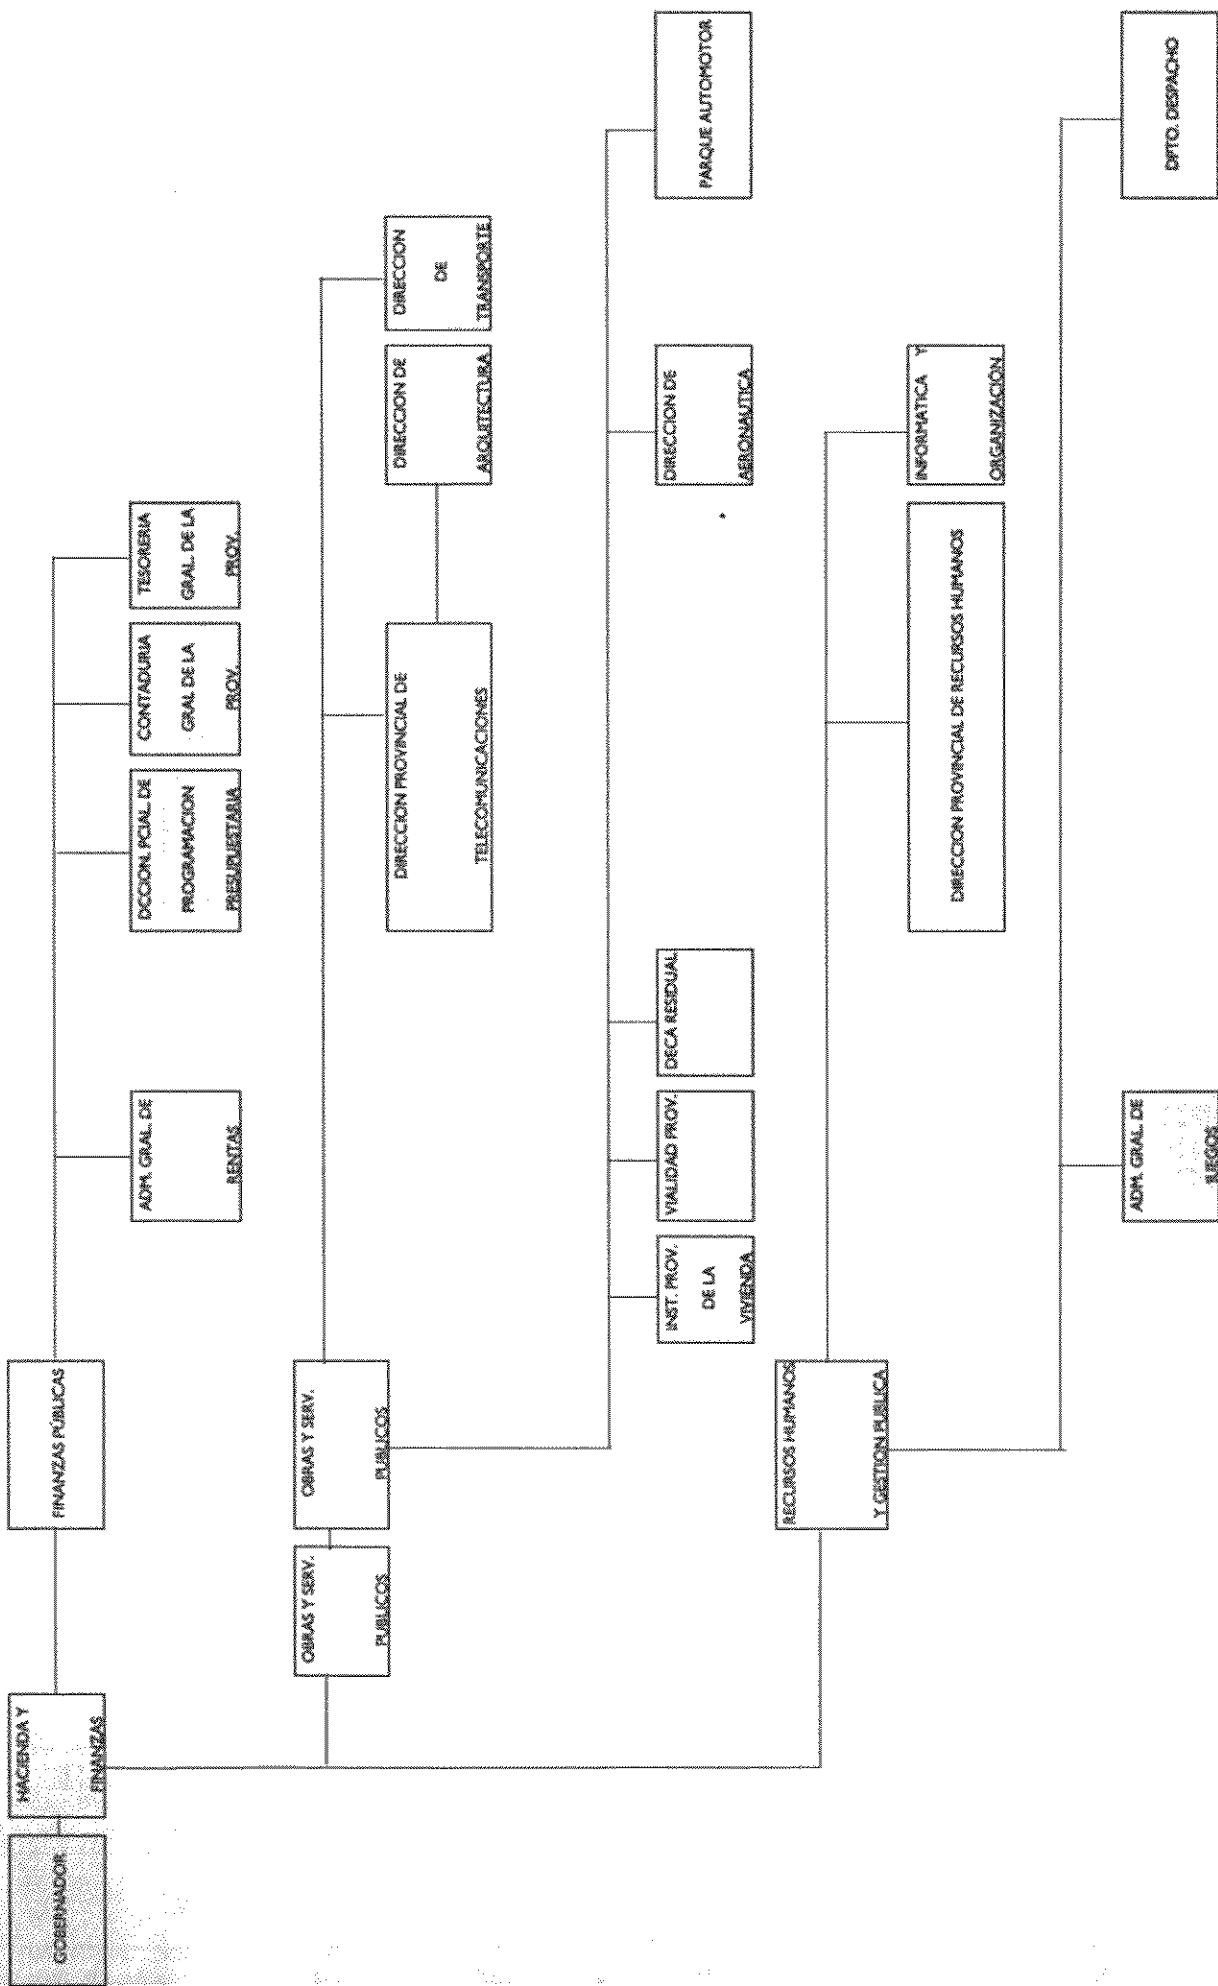 GOBERNADOR
HACIENDA Y
FINANZAS
FINANZAS PÚBLICAS
ADM. GRAL. DE
RENTAS
DCCION. PCIAL. DE
PROGRAMACION
PRESUPUESTARIA
CONTADURIA
GRAL DE LA
PROV.
TESORERIA
GRAL. DE LA
PROV.
OBRAS Y SERV.
PUBLICOS
OBRAS Y SERV.
PUBLICOS
DIRECCION PROVINCIAL DE
TELECOMUNICACIONES
DIRECCION DE
ARQUITECTURA
DIRECCION
DE
TRANSPORTE
INST. PROV.
DE LA
VIVIENDA
VIALIDAD PROV.
DECA RESIDUAL
DIRECCION DE
AERONAUTICA
PARQUE AUTOMOTOR
RECURSOS HUMANOS
Y GESTION PUBLICA
DIRECCION PROVINCIAL DE RECURSOS HUMANOS
INFORMATICA Y
ORGANIZACIÓN
ADM. GRAL. DE
JUEGOS
DPTO. DESPACHO